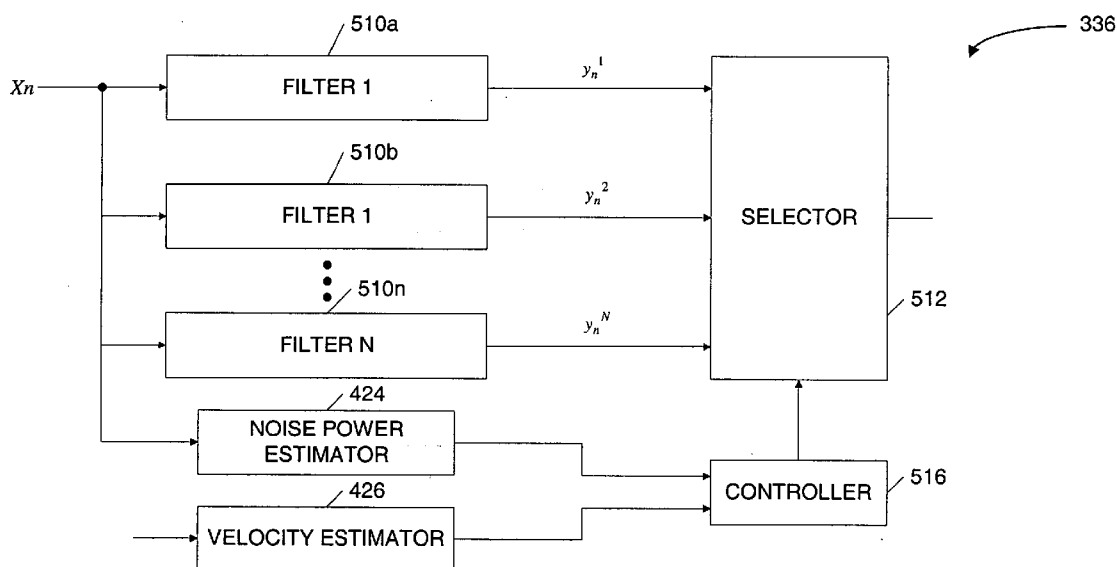 510a
336
Xn
FILTER 1
y_n^1
510b
FILTER 1
y_n^2
SELECTOR
510n
512
FILTER N
y_n^N
424
NOISE POWER
ESTIMATOR
426
CONTROLLER
516
VELOCITY ESTIMATOR